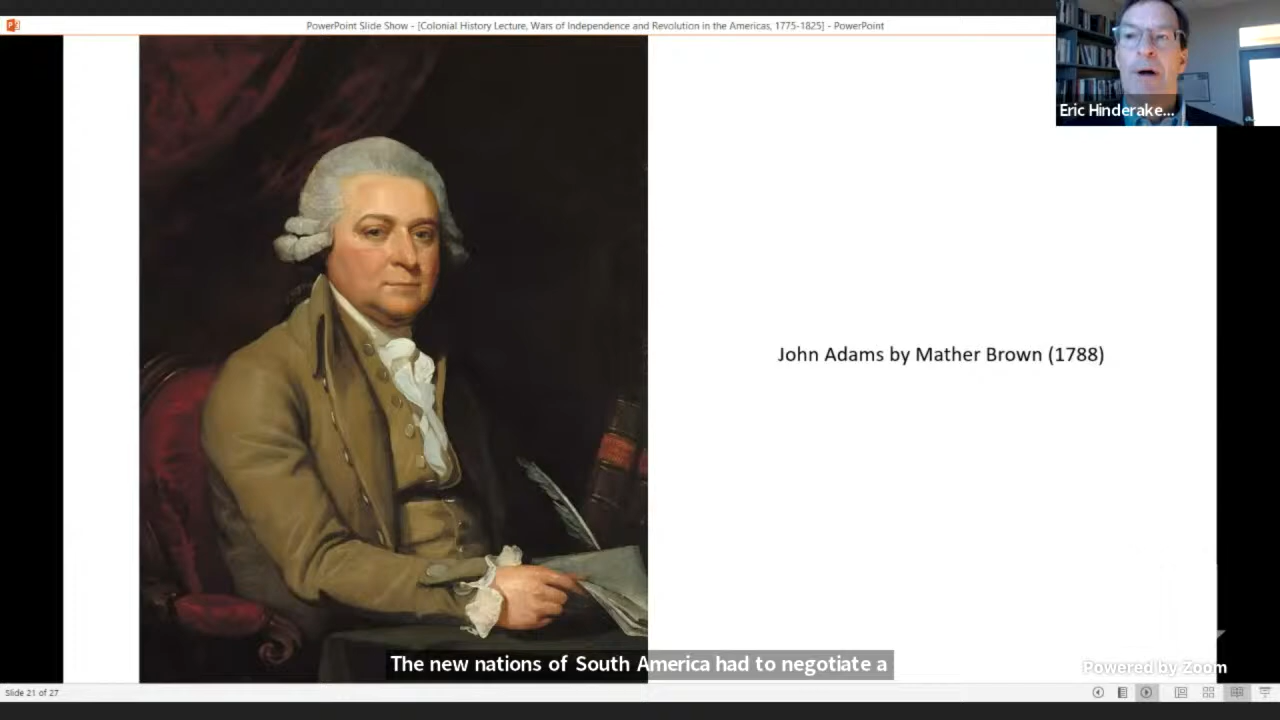 PowerPoint Slide Show - [Colonial History Lecture, Wars of Independence and Revolution in the Americas, 1775-1825] - PowerPoint
Eric Hinderake...
John Adams by Mather Brown (1788)
The new nations of South America had to negotiate a
Powered by Zoom
Slide 21 of 27